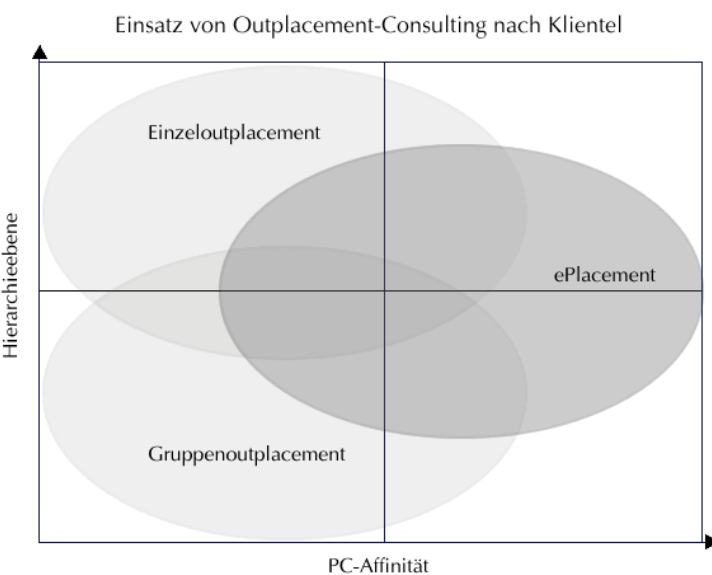 Einsatz von Outplacement-Consulting nach Klientel
Einzeloutplacement
Hierarchieebene
ePlacement
Gruppenoutplacement
PC-Affinität